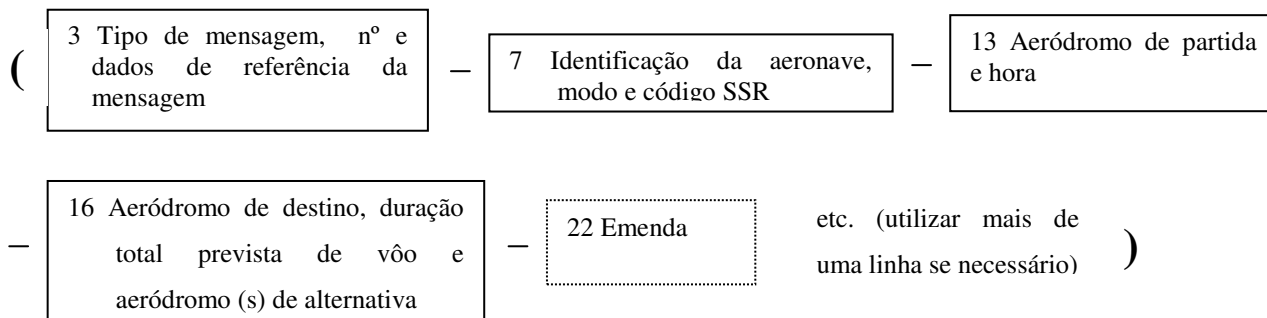 (
3 Tipo de mensagem, nº e
dados de referência da
mensagem
–
7 Identificação da aeronave,
modo e código SSR
–
13 Aeródromo de partida
e hora
–
16 Aeródromo de destino, duração
total prevista de vôo e
aeródromo (s) de alternativa
–
22 Emenda
etc. (utilizar mais de
uma linha se necessário)
)